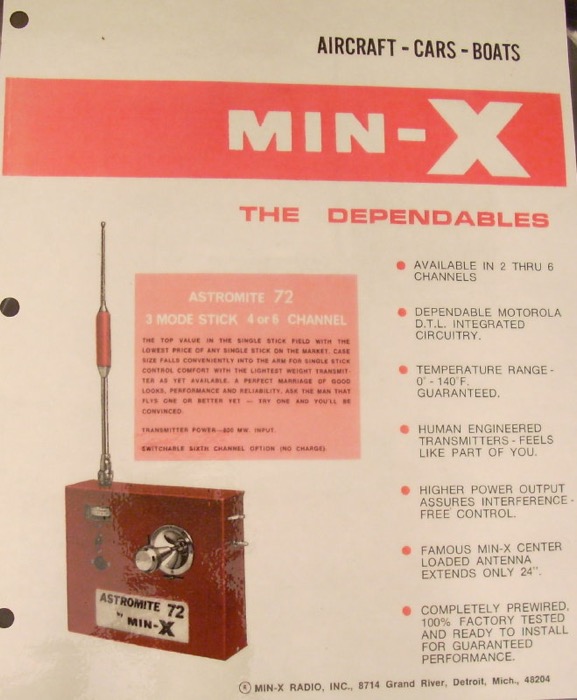 AIRCRAFT - CARS - BOATS
MIN-X
THE DEPENDABLES
ASTROMITE 72
3 MODE STICK 4 or 6 CHANNEL
THE TOP VALUE IN THE SINGLE STICK FIELD WITH THE
LOWEST PRICE OF ANY SINGLE STICK ON THE MARKET. CASE
SIZE FALLS CONVENIENTLY INTO THE ARM FOR SINGLE STICK
CONTROL COMFORT WITH THE LIGHTEST WEIGHT TRANSMIT-
TER AS YET AVAILABLE. A PERFECT MARRIAGE OF GOOD
LOOKS, PERFORMANCE AND RELIABILITY. ASK THE MAN THAT
FLYS ONE OR BETTER YET — TRY ONE AND YOU'LL BE
CONVINCED.
TRANSMITTER POWER—800 MW. INPUT.
SWITCHABLE SIXTH CHANNEL OPTION (NO CHARGE)
AVAILABLE IN 2 THRU 6
CHANNELS
DEPENDABLE MOTOROLA
D.T.L. INTEGRATED
CIRCUITRY.
TEMPERATURE RANGE -
0° - 140°F.
GUARANTEED.
HUMAN ENGINEERED
TRANSMITTERS - FEELS
LIKE PART OF YOU.
HIGHER POWER OUTPUT
ASSURES INTERFERENCE -
FREE CONTROL.
FAMOUS MIN-X CENTER
LOADED ANTENNA
EXTENDS ONLY 24".
COMPLETELY PREWIRED,
100% FACTORY TESTED
AND READY TO INSTALL
FOR GUARANTEED
PERFORMANCE.
ASTROMITE 72
BY MIN-X
® MIN-X RADIO, INC., 8714 Grand River, Detroit, Mich., 48204